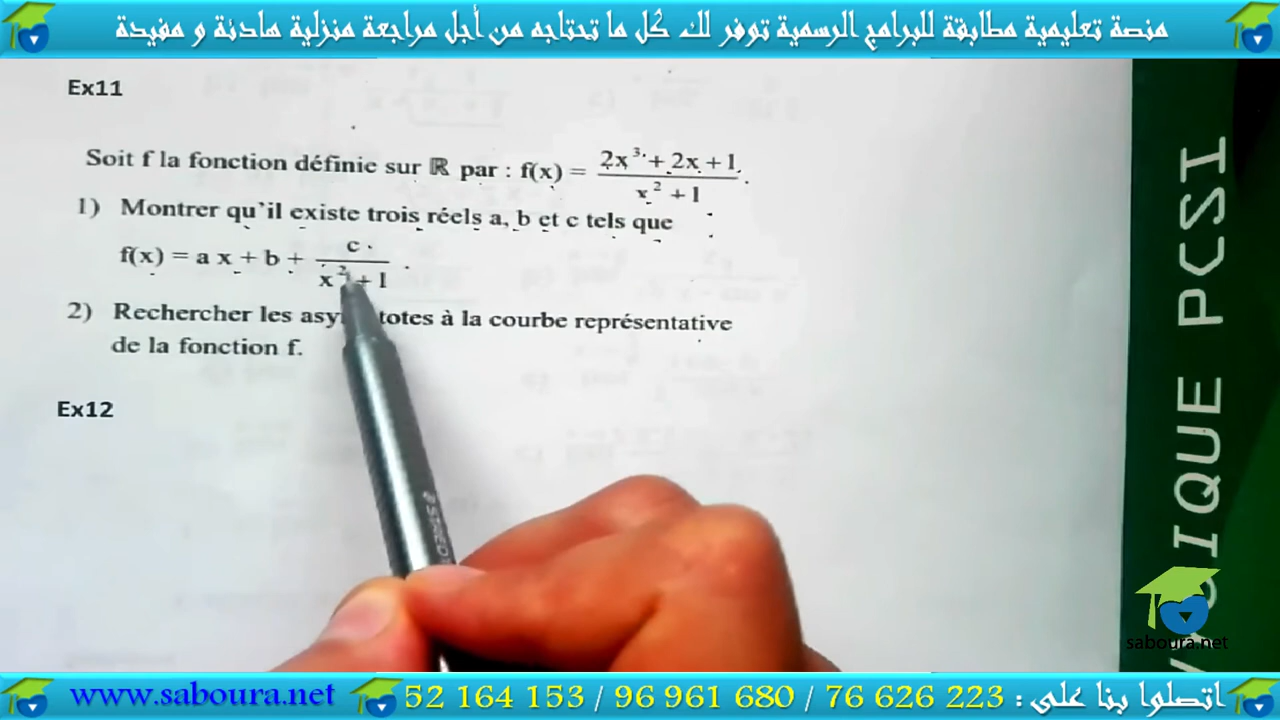 منصة تعليمية مطابقة للبرامج الرسمية توفر لك كل ما تحتاجه من أجل مراجعة منزلية هادئة و مفيدة
Ex11
Soit f la fonction définie sur ℝ par : f(x) = (2x³ + 2x + 1)/(x² + 1).
1) Montrer qu'il existe trois réels a, b et c tels que
f(x) = a x + b + c/(x² + 1) .
2) Rechercher les asy totes à la courbe représentative
de la fonction f.
Ex12
IQUE PCSI
saboura.net
www.saboura.net
52 164 153 / 96 961 680 / 76 626 223 : اتصلوا بنا على